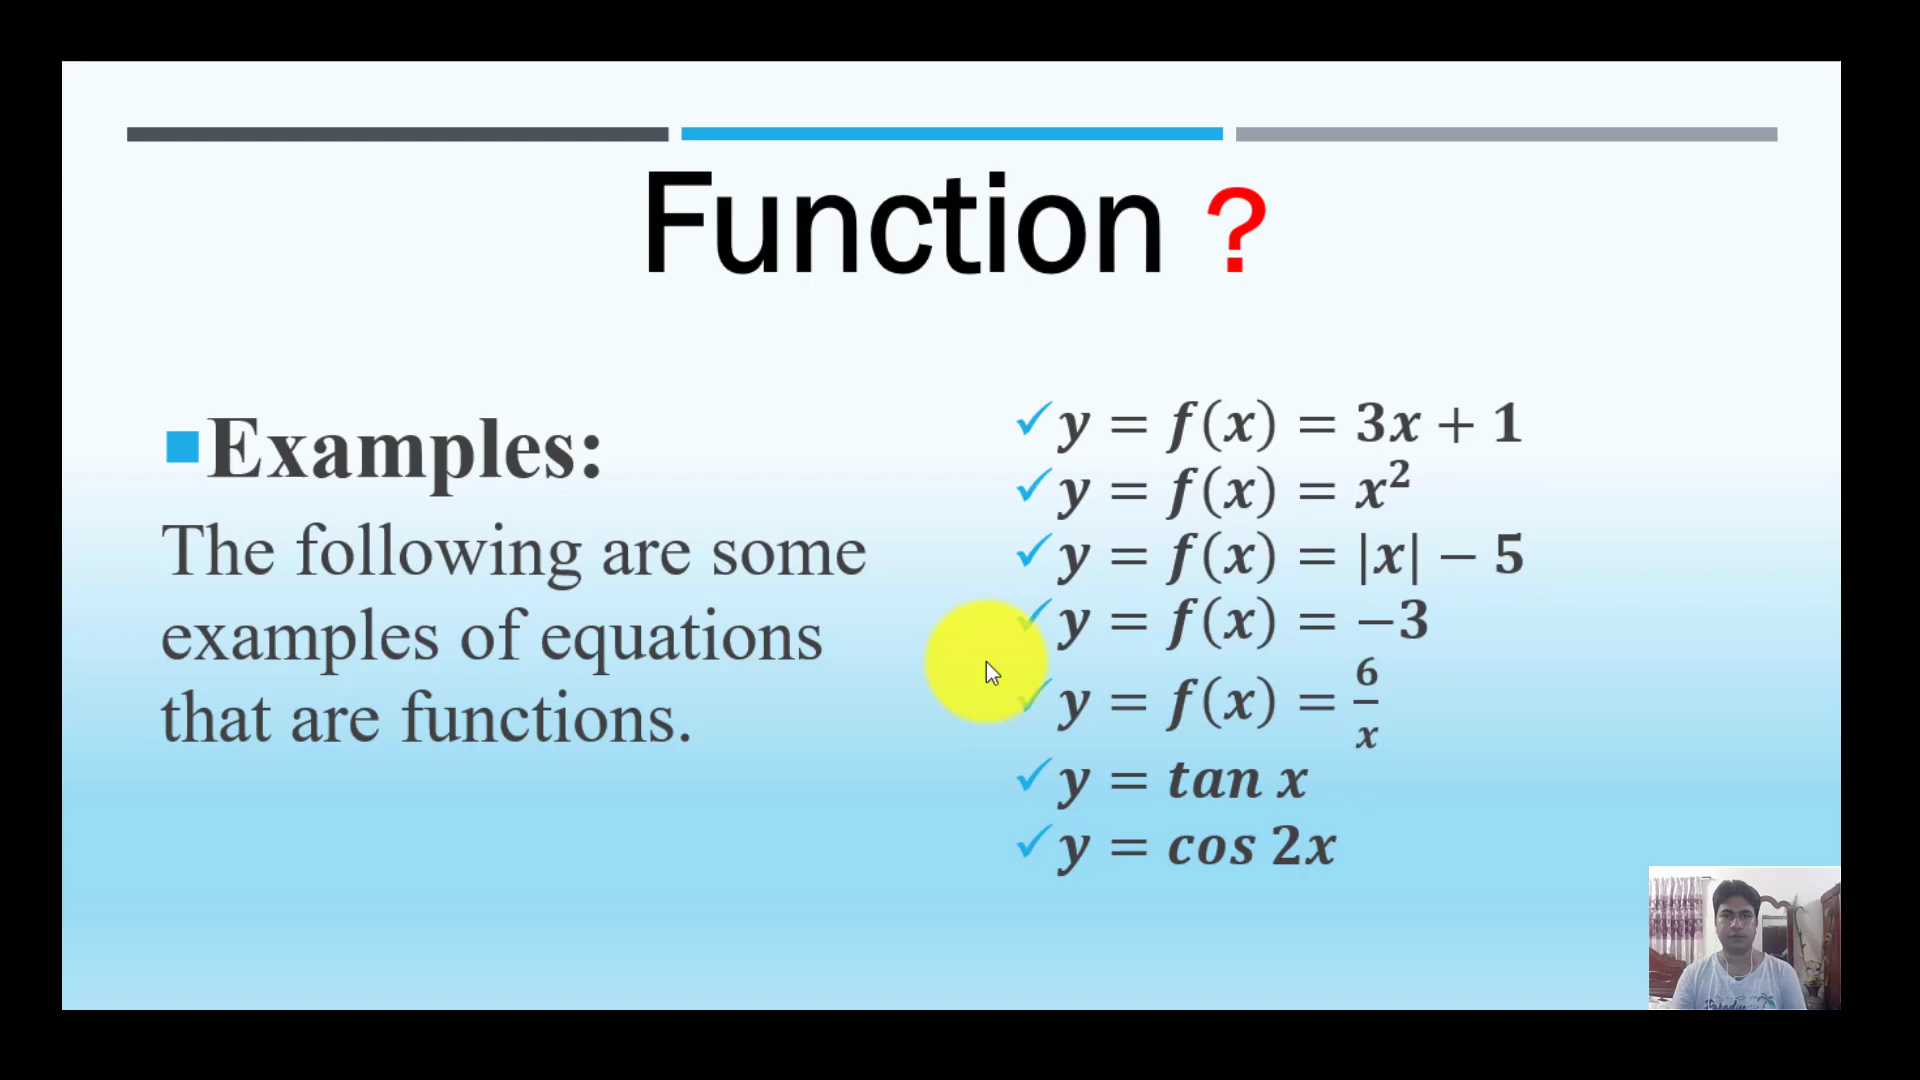 Function ?
Examples:
The following are some
examples of equations
that are functions.
y = f(x) = 3x + 1
y = f(x) = x²
y = f(x) = |x| − 5
y = f(x) = −3
y = f(x) = 6/x
y = tan x
y = cos 2x